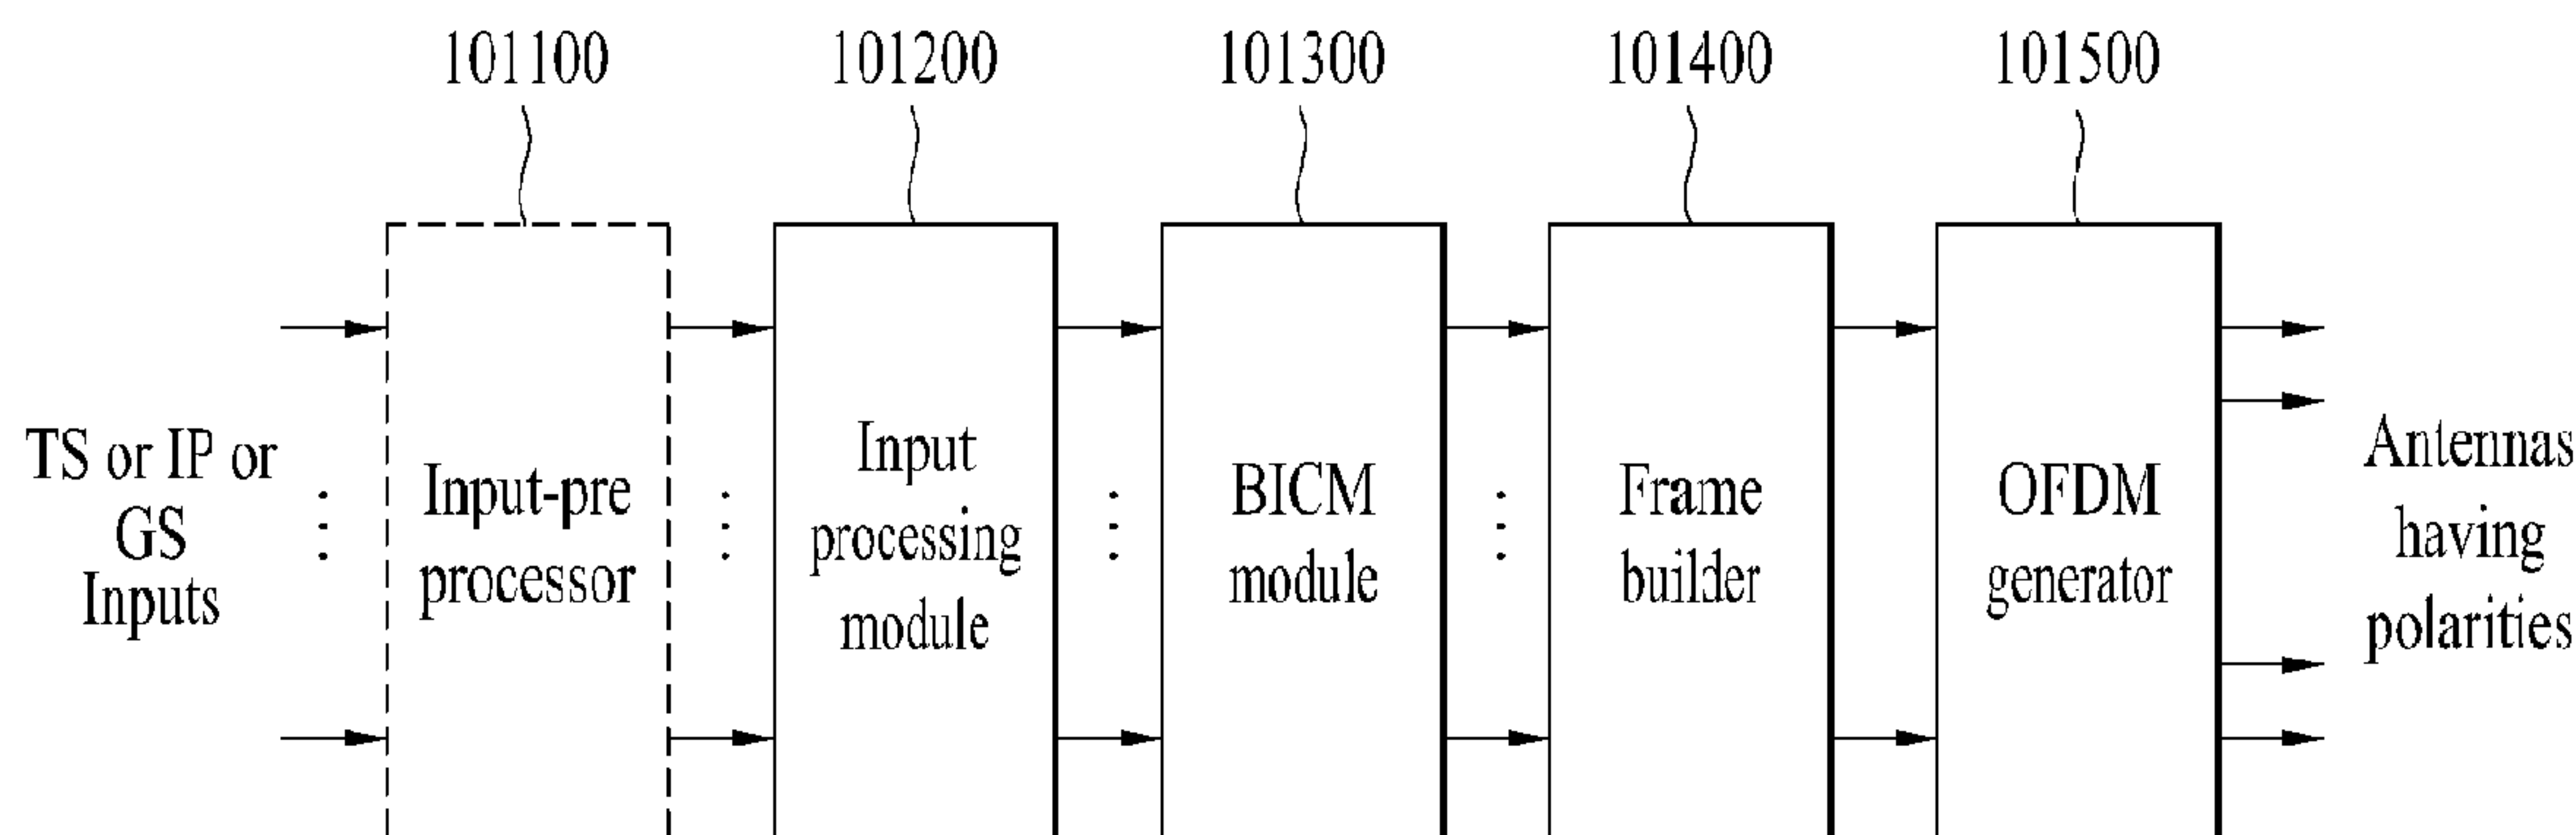 101100
101200
101300
101400
101500
TS or IP or
GS
Inputs
Input-pre
processor
Input
processing
module
BICM
module
Frame
builder
OFDM
generator
Antennas
having
polarities